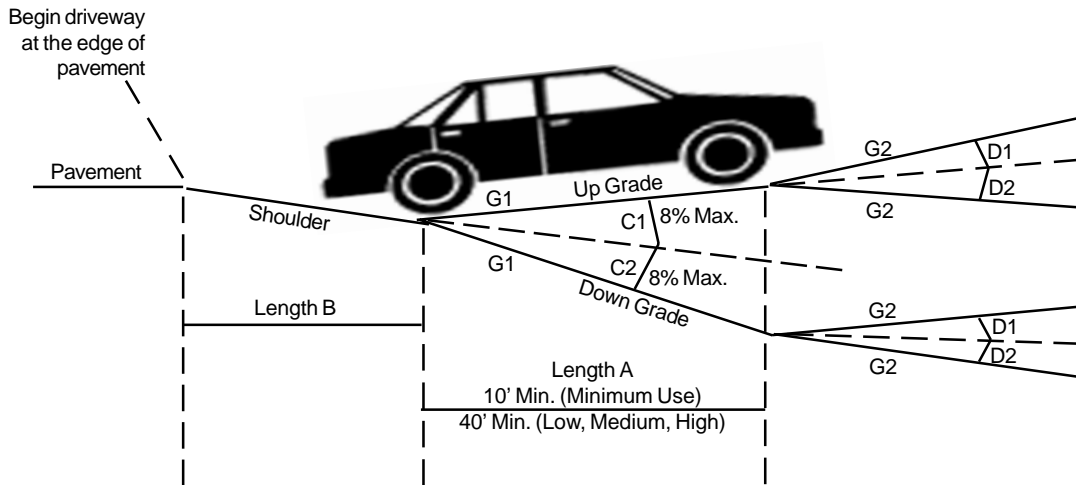 Begin driveway
at the edge of
pavement
Pavement
Shoulder
G1
Up Grade
C1
8% Max.
G1
C2
8% Max.
Down Grade
G2
D1
D2
G2
Length B
G2
D1
D2
G2
Length A
10’ Min. (Minimum Use)
40’ Min. (Low, Medium, High)